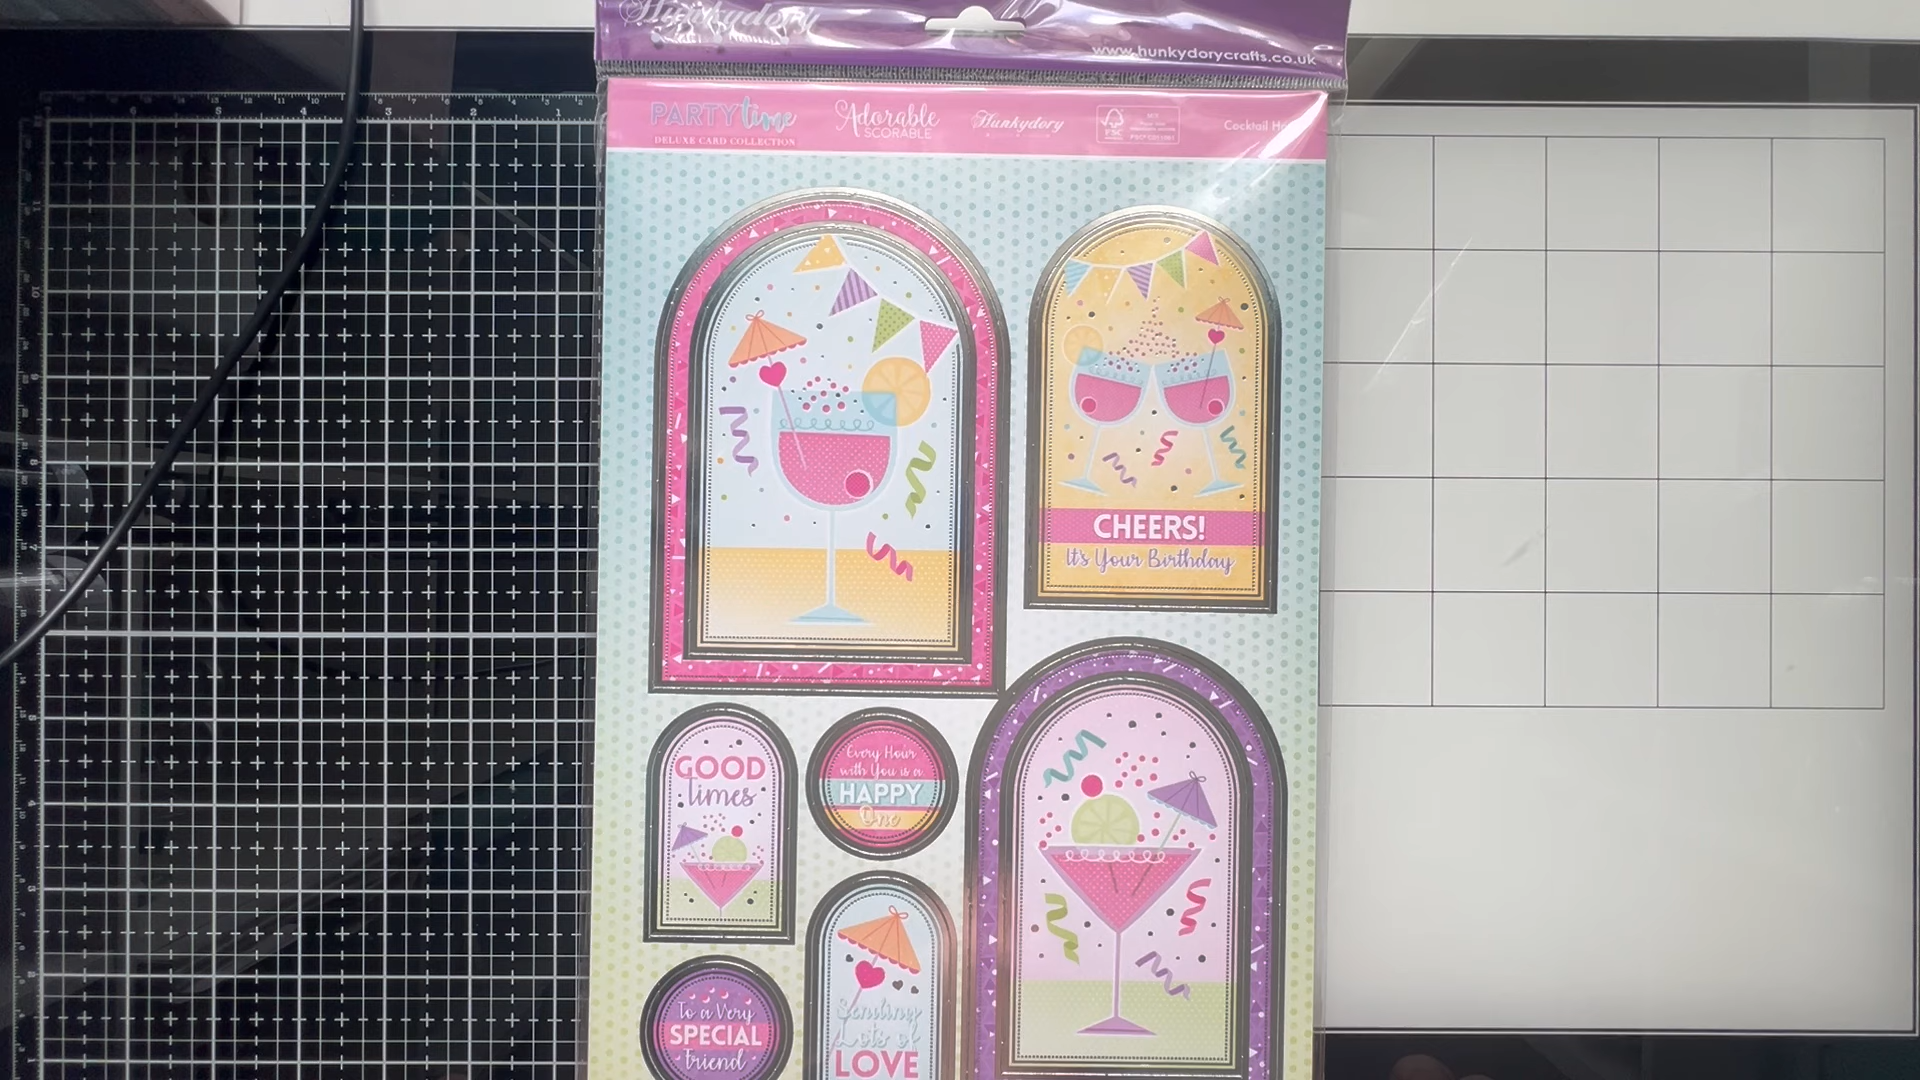 Hunkydory
www.hunkydorycrafts.co.uk
PARTY time
DELUXE CARD COLLECTION
Adorable
SCORABLE
Hunkydory
FSC
MIX
Cocktail
CHEERS!
It's Your Birthday
GOOD
times
Every Hour
with You is a
HAPPY
One
To a Very
SPECIAL
Friend
Sending
Lots of
LOVE